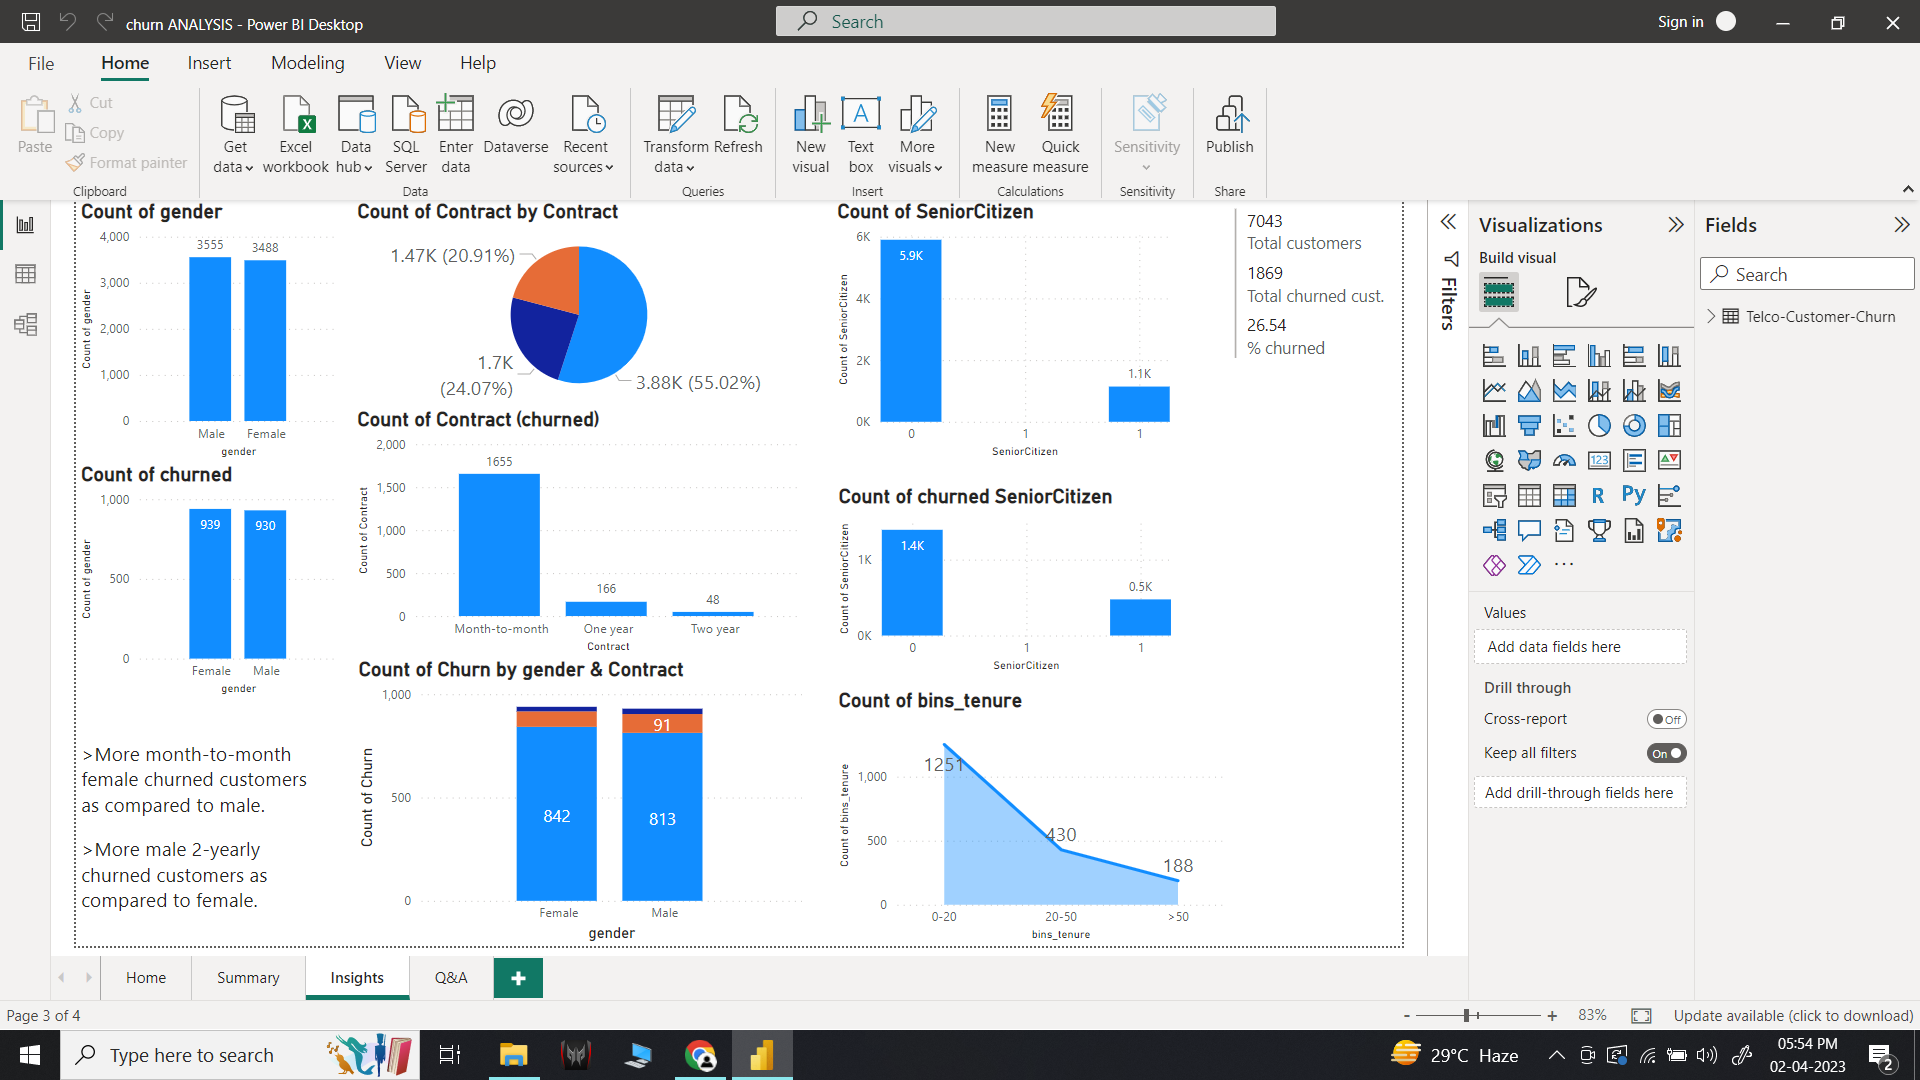 churn ANALYSIS - Power BI Desktop
Search
Sign in
File
Home
Insert
Modeling
View
Help
Paste
Cut
Copy
Format painter
Clipboard
Get data
Excel workbook
Data hub
SQL Server
Enter data
Dataverse
Recent sources
Data
Transform data
Refresh
Queries
New visual
Text box
More visuals
Insert
New measure
Quick measure
Calculations
Sensitivity
Sensitivity
Publish
Share
Count of gender
4,000
3,000
2,000
1,000
0
Count of gender
3555
3488
Male
Female
gender
Count of churned
1,000
500
0
Count of gender
939
930
Female
Male
gender
>More month-to-month
female churned customers
as compared to male.
>More male 2-yearly
churned customers as
compared to female.
Count of Contract by Contract
1.47K (20.91%)
1.7K
(24.07%)
3.88K (55.02%)
Count of Contract (churned)
2,000
1,500
1,000
500
0
Count of Contract
1655
166
48
Month-to-month
One year
Two year
Contract
Count of Churn by gender & Contract
1,000
500
0
Count of Churn
842
91
813
Female
Male
gender
Count of SeniorCitizen
6K
4K
2K
0K
Count of SeniorCitizen
5.9K
1.1K
0
1
1
SeniorCitizen
Count of churned SeniorCitizen
1K
0K
Count of SeniorCitizen
1.4K
0.5K
0
1
1
SeniorCitizen
Count of bins_tenure
1,000
500
0
Count of bins_tenure
1251
430
188
0-20
20-50
>50
bins_tenure
7043
Total customers
1869
Total churned cust.
26.54
% churned
Filters
Visualizations
Build visual
123
R
Py
Values
Add data fields here
Drill through
Cross-report
Off
Keep all filters
On
Add drill-through fields here
Fields
Search
Telco-Customer-Churn
Home
Summary
Insights
Q&A
Page 3 of 4
83%
Update available (click to download)
Type here to search
29°C Haze
05:54 PM
02-04-2023
2